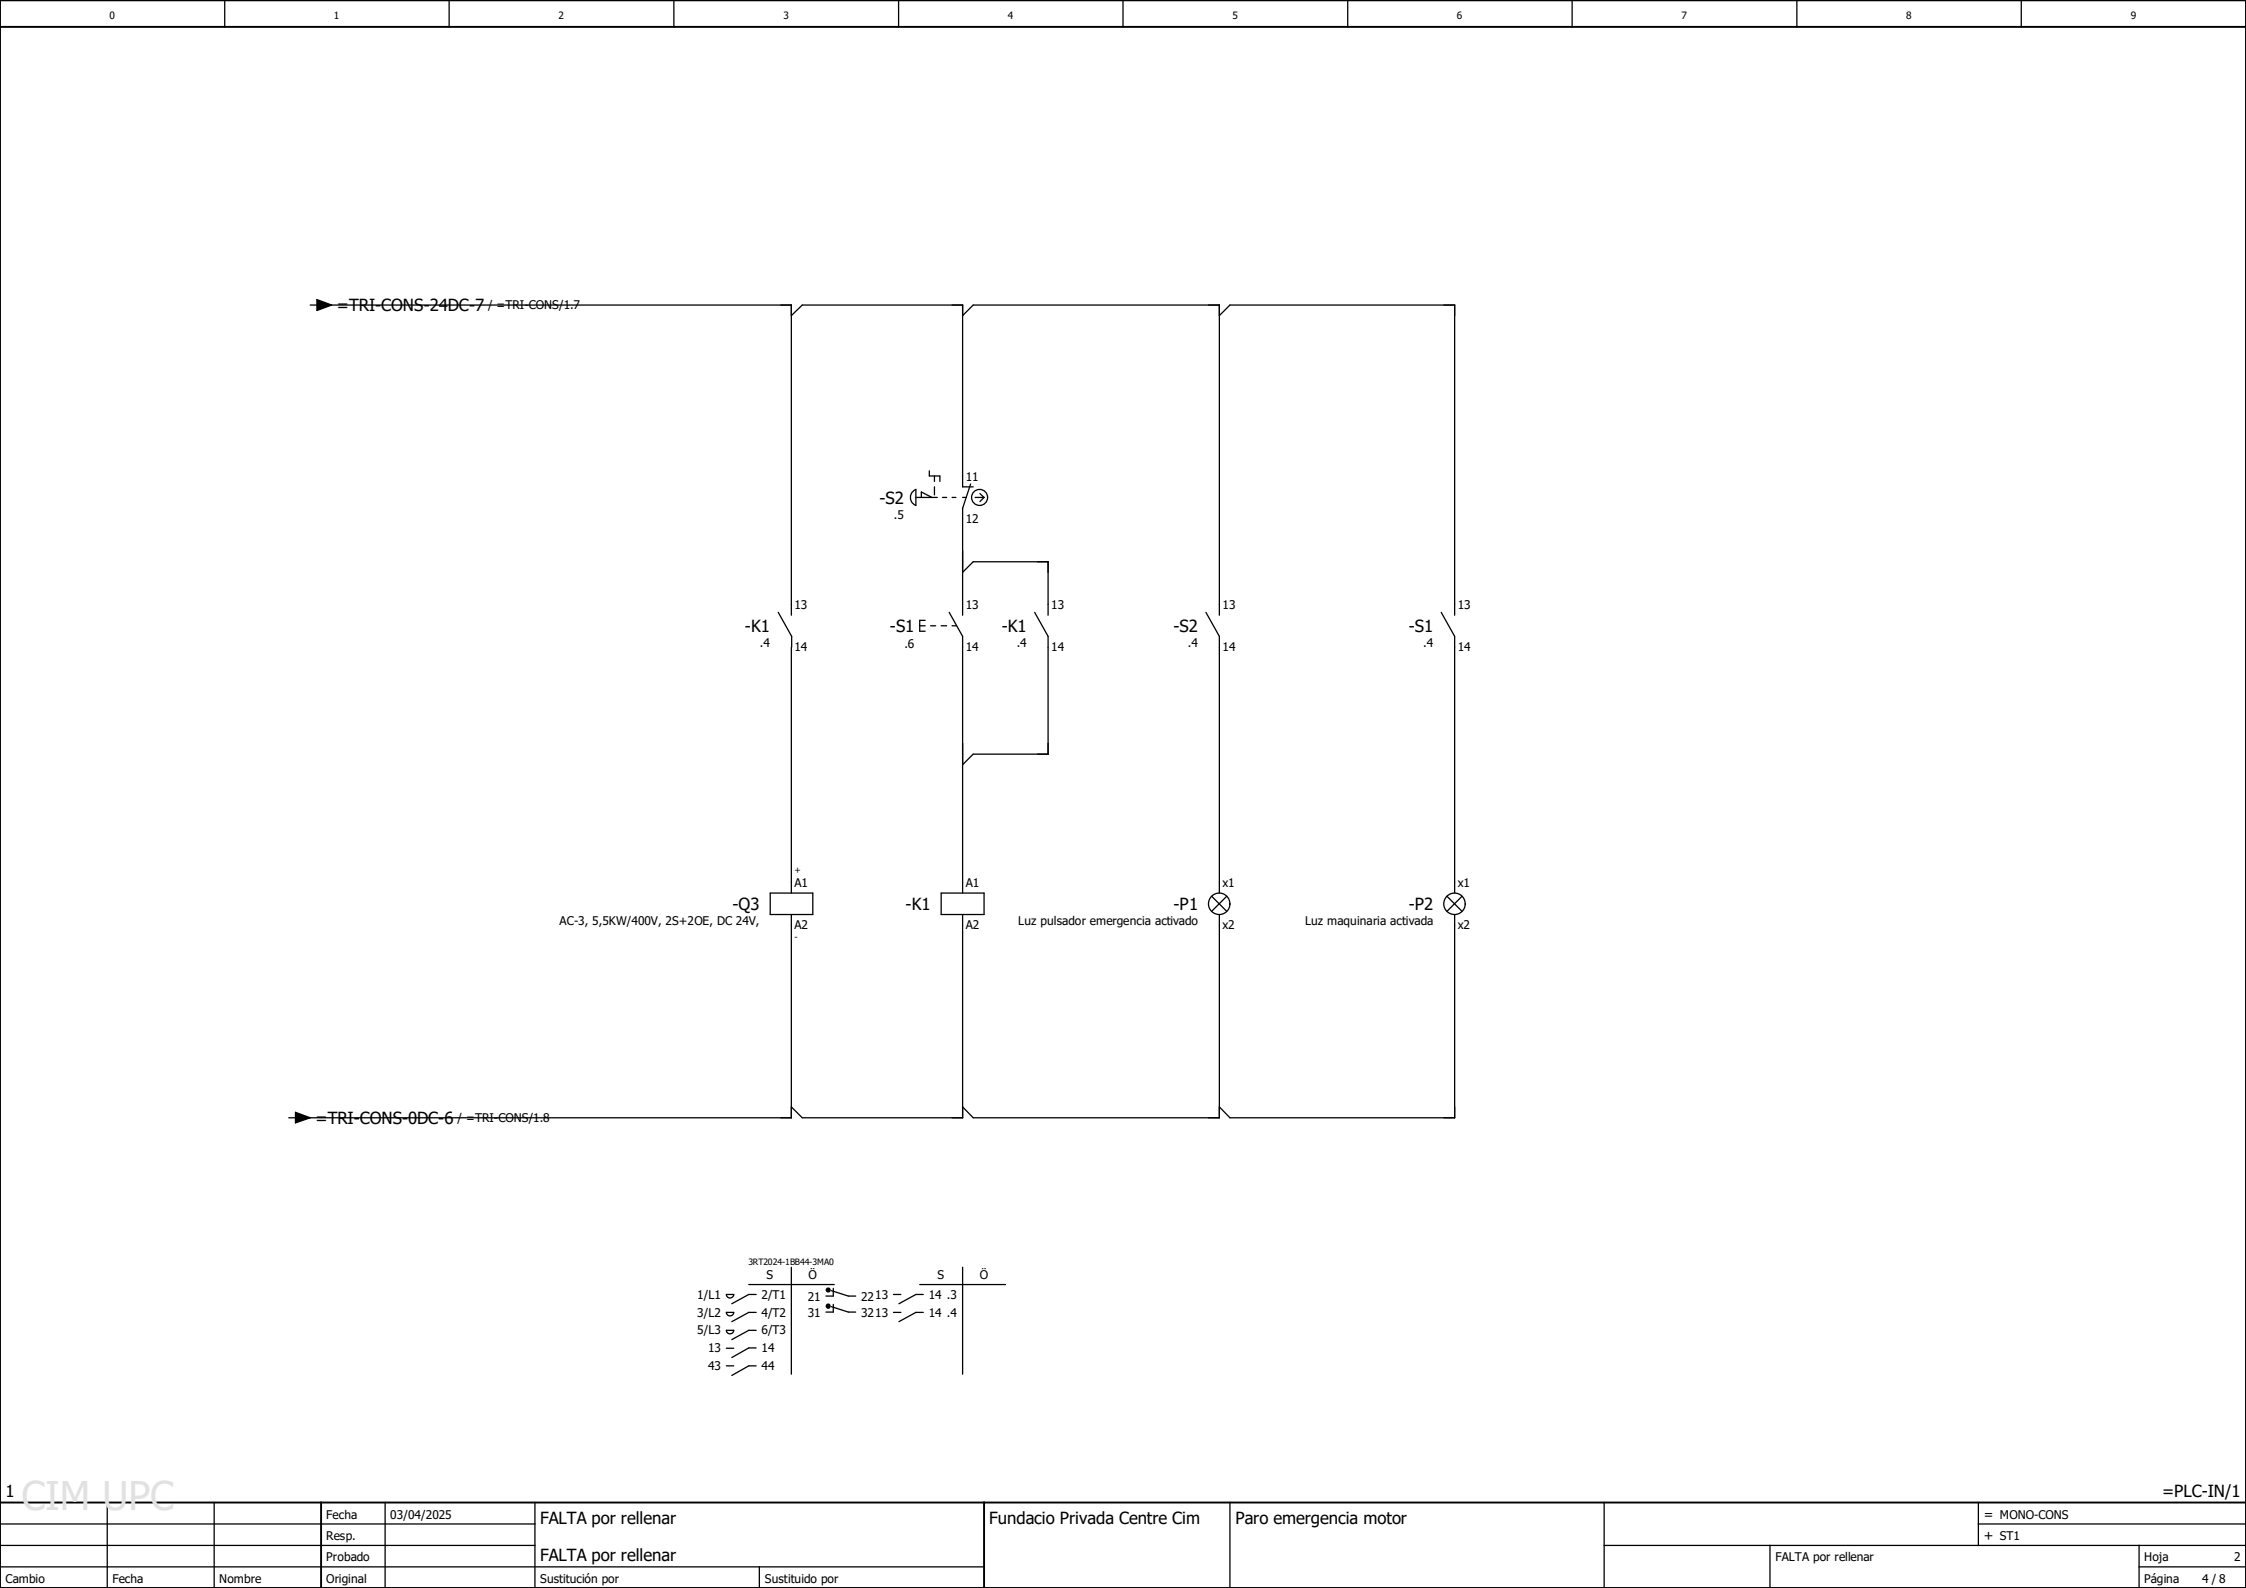 0 1 2 3 4 5 6 7 8 9
=TRI-CONS-24DC-7 / =TRI-CONS/1.7
11
-S2
.5
12
13 13 13 13 13
-K1 -S1 -K1 -S2 -S1
.4 .6 .4 .4 .4
14 14 14 14 14
+
A1 A1 x1 x1
-Q3 -K1 -P1 -P2
AC-3, 5,5KW/400V, 2S+2OE, DC 24V, Luz pulsador emergencia activado Luz maquinaria activada
A2 A2 x2 x2
-
=TRI-CONS-0DC-6 / =TRI-CONS/1.8
3RT2024-1BB44-3MA0
S Ö S Ö
1/L1 2/T1 21 22 13 14 .3
3/L2 4/T2 31 32 13 14 .4
5/L3 6/T3
13 14
43 44
1 CIM UPC =PLC-IN/1
Fecha 03/04/2025 FALTA por rellenar Fundacio Privada Centre Cim Paro emergencia motor = MONO-CONS
Resp. + ST1
Probado FALTA por rellenar FALTA por rellenar Hoja 2
Cambio Fecha Nombre Original Sustitución por Sustituido por Página 4 / 8